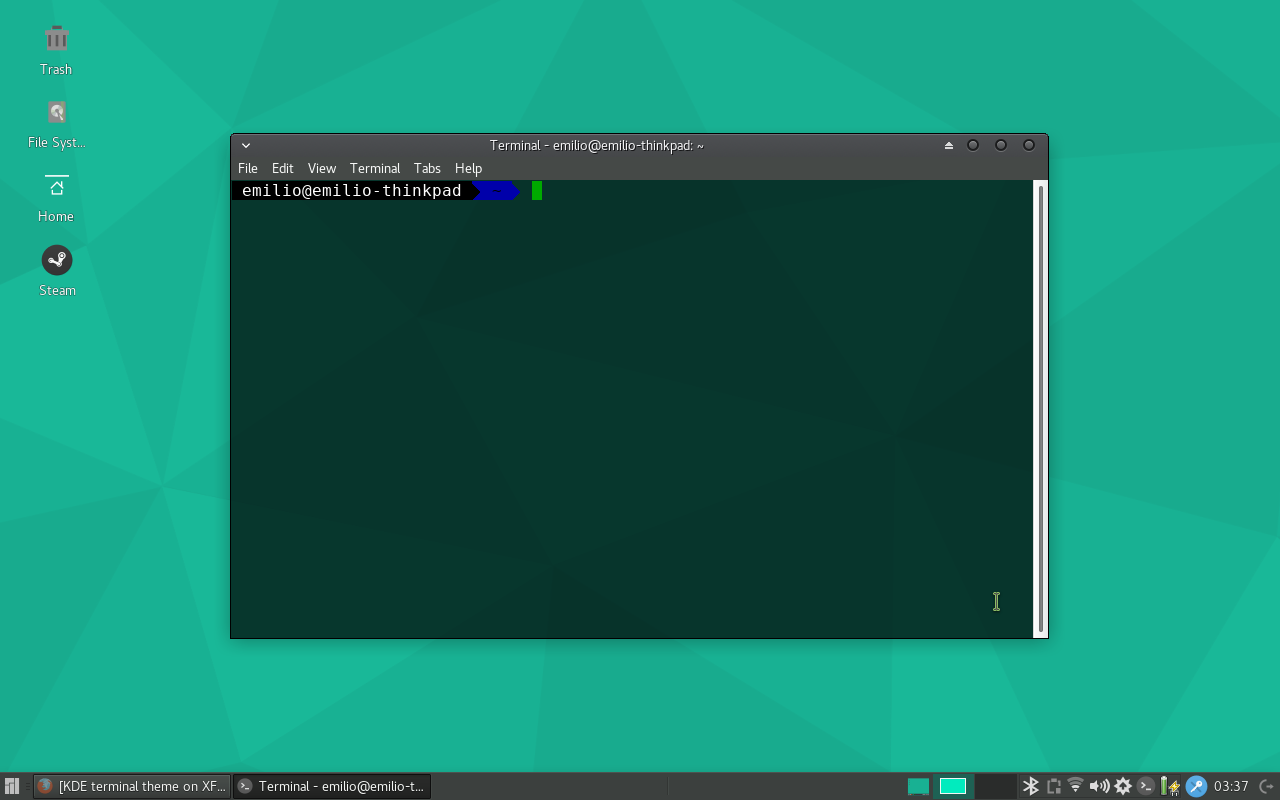 Trash
File Syst...
Home
Steam
Terminal - emilio@emilio-thinkpad: ~
File Edit View Terminal Tabs Help
emilio@emilio-thinkpad ~
[KDE terminal theme on XF...
Terminal - emilio@emilio-t...
03:37